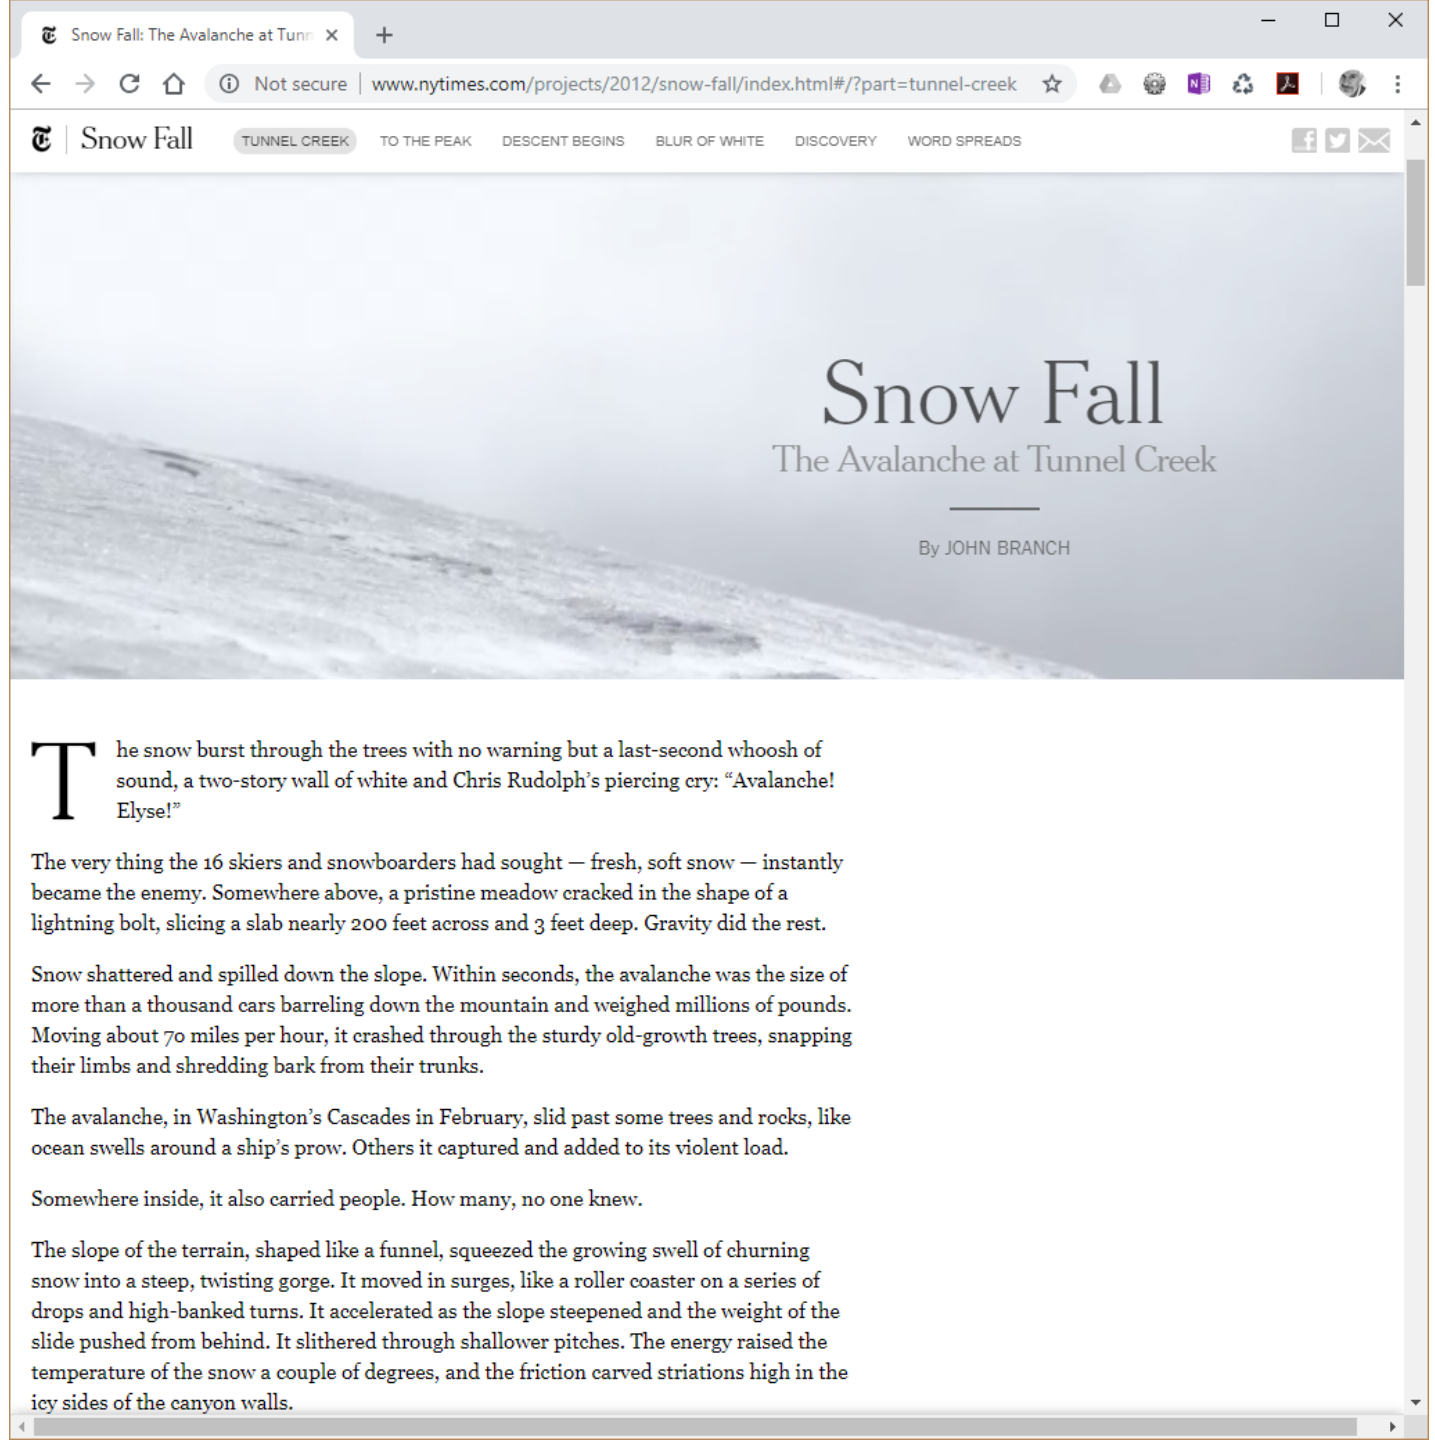 Snow Fall: The Avalanche at Tunn
Not secure www.nytimes.com/projects/2012/snow-fall/index.html#/?part=tunnel-creek
T Snow Fall TUNNEL CREEK TO THE PEAK DESCENT BEGINS BLUR OF WHITE DISCOVERY WORD SPREADS
Snow Fall
The Avalanche at Tunnel Creek
By JOHN BRANCH
The snow burst through the trees with no warning but a last-second whoosh of
sound, a two-story wall of white and Chris Rudolph’s piercing cry: “Avalanche!
Elyse!”
The very thing the 16 skiers and snowboarders had sought — fresh, soft snow — instantly
became the enemy. Somewhere above, a pristine meadow cracked in the shape of a
lightning bolt, slicing a slab nearly 200 feet across and 3 feet deep. Gravity did the rest.
Snow shattered and spilled down the slope. Within seconds, the avalanche was the size of
more than a thousand cars barreling down the mountain and weighed millions of pounds.
Moving about 70 miles per hour, it crashed through the sturdy old-growth trees, snapping
their limbs and shredding bark from their trunks.
The avalanche, in Washington’s Cascades in February, slid past some trees and rocks, like
ocean swells around a ship’s prow. Others it captured and added to its violent load.
Somewhere inside, it also carried people. How many, no one knew.
The slope of the terrain, shaped like a funnel, squeezed the growing swell of churning
snow into a steep, twisting gorge. It moved in surges, like a roller coaster on a series of
drops and high-banked turns. It accelerated as the slope steepened and the weight of the
slide pushed from behind. It slithered through shallower pitches. The energy raised the
temperature of the snow a couple of degrees, and the friction carved striations high in the
icy sides of the canyon walls.